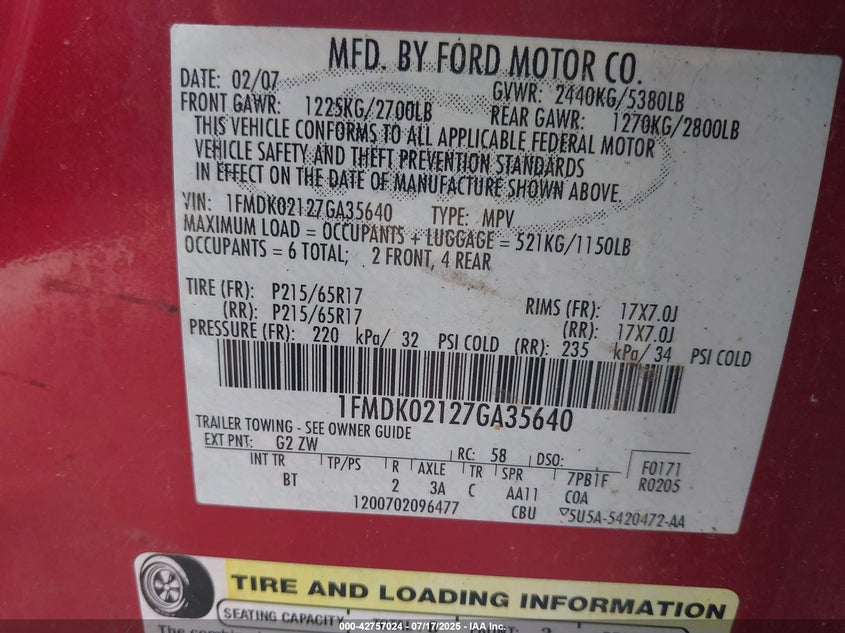 MFD. BY FORD MOTOR CO.
DATE: 02/07 GVWR: 2440KG/5380LB
FRONT GAWR: 1225KG/2700LB REAR GAWR: 1270KG/2800LB
THIS VEHICLE CONFORMS TO ALL APPLICABLE FEDERAL MOTOR
VEHICLE SAFETY AND THEFT PREVENTION STANDARDS
IN EFFECT ON THE DATE OF MANUFACTURE SHOWN ABOVE.
VIN: 1FMDK02127GA35640 TYPE: MPV
MAXIMUM LOAD = OCCUPANTS + LUGGAGE = 521KG/1150LB
OCCUPANTS = 6 TOTAL; 2 FRONT, 4 REAR
TIRE (FR): P215/65R17 RIMS (FR): 17X7.0J
(RR): P215/65R17 (RR): 17X7.0J
PRESSURE (FR): 220 kPa/ 32 PSI COLD (RR): 235 kPa/ 34 PSI COLD
1FMDK02127GA35640
TRAILER TOWING - SEE OWNER GUIDE
EXT PNT: G2 ZW RC: 58 DSO: F0171
INT TR TP/PS R AXLE TR SPR 7PB1F R0205
BT 2 3A C AA11 C0A
1200702096477 CBU ▽5U5A-5420472-AA
TIRE AND LOADING INFORMATION
SEATING CAPACITY
000-42757024 - 07/17/2025 - IAA Inc.